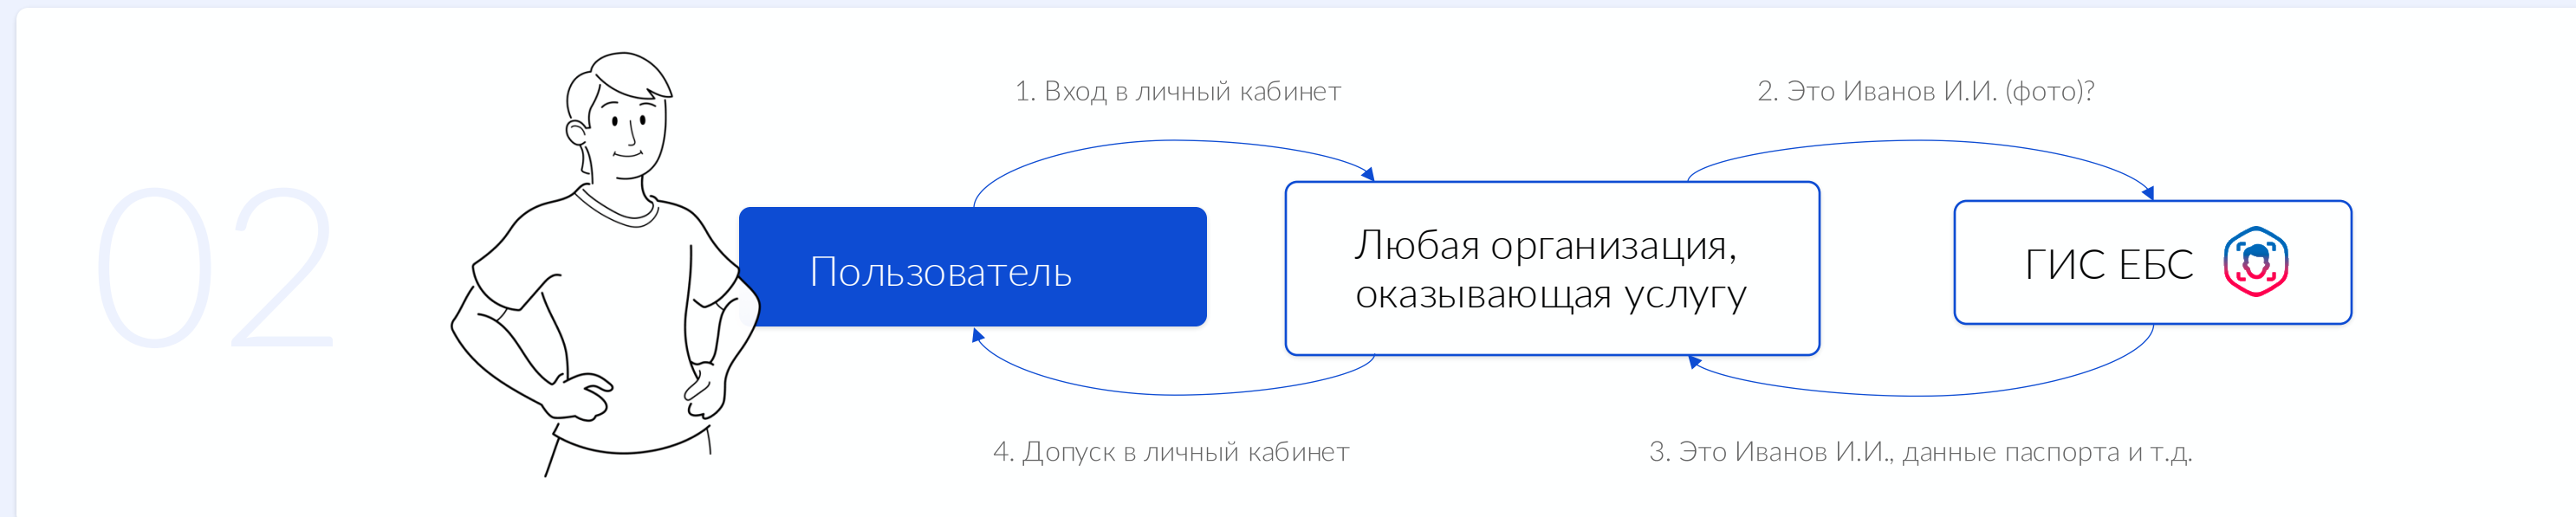 02
1. Вход в личный кабинет
2. Это Иванов И.И. (фото)?
Пользователь
Любая организация,
оказывающая услугу
ГИС ЕБС
4. Допуск в личный кабинет
3. Это Иванов И.И., данные паспорта и т.д.